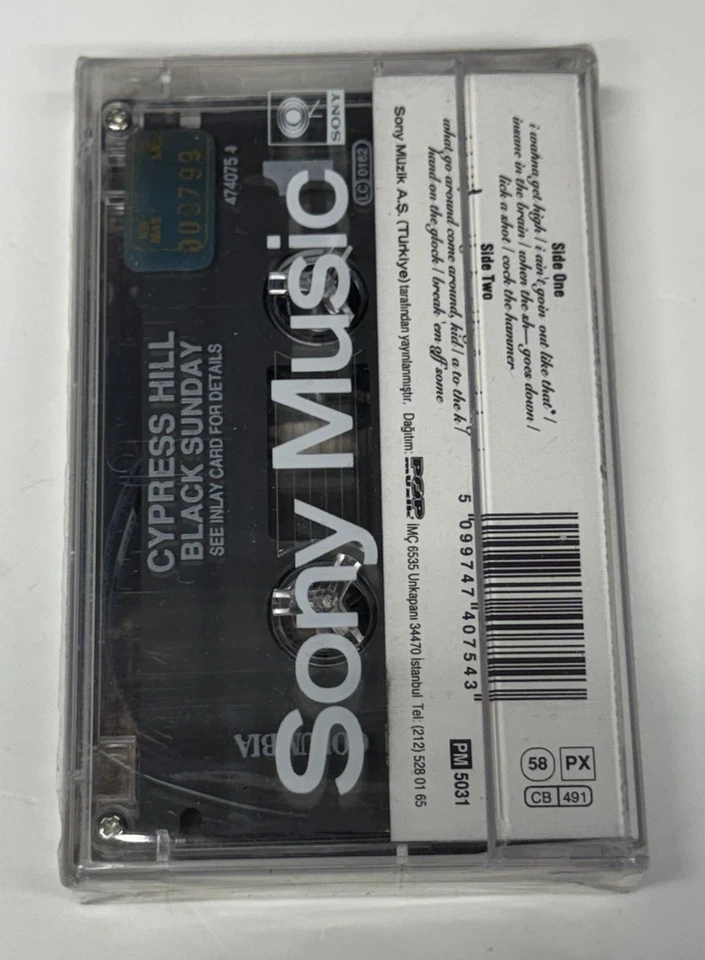 Side One
i wanna get high / i ain't goin out like that* /
insane in the brain / when the sh—goes down /
lick a shot / cock the hammer
Side Two
what go around come around, kid / a to the k /
hand on the glock / break 'em off some
5 099747 407543
PX
58
CB 491
PM 5031
Sony Müzik A.Ş. (Türkiye) tarafından yayınlanmıştır. Dağıtım: İMÇ 6535 Unkapanı 34470 İstanbul Tel: (212) 528 01 65
SONY
Sony Music
474075 4
CYPRESS HILL
BLACK SUNDAY
SEE INLAY CARD FOR DETAILS
COLUMBIA
009799